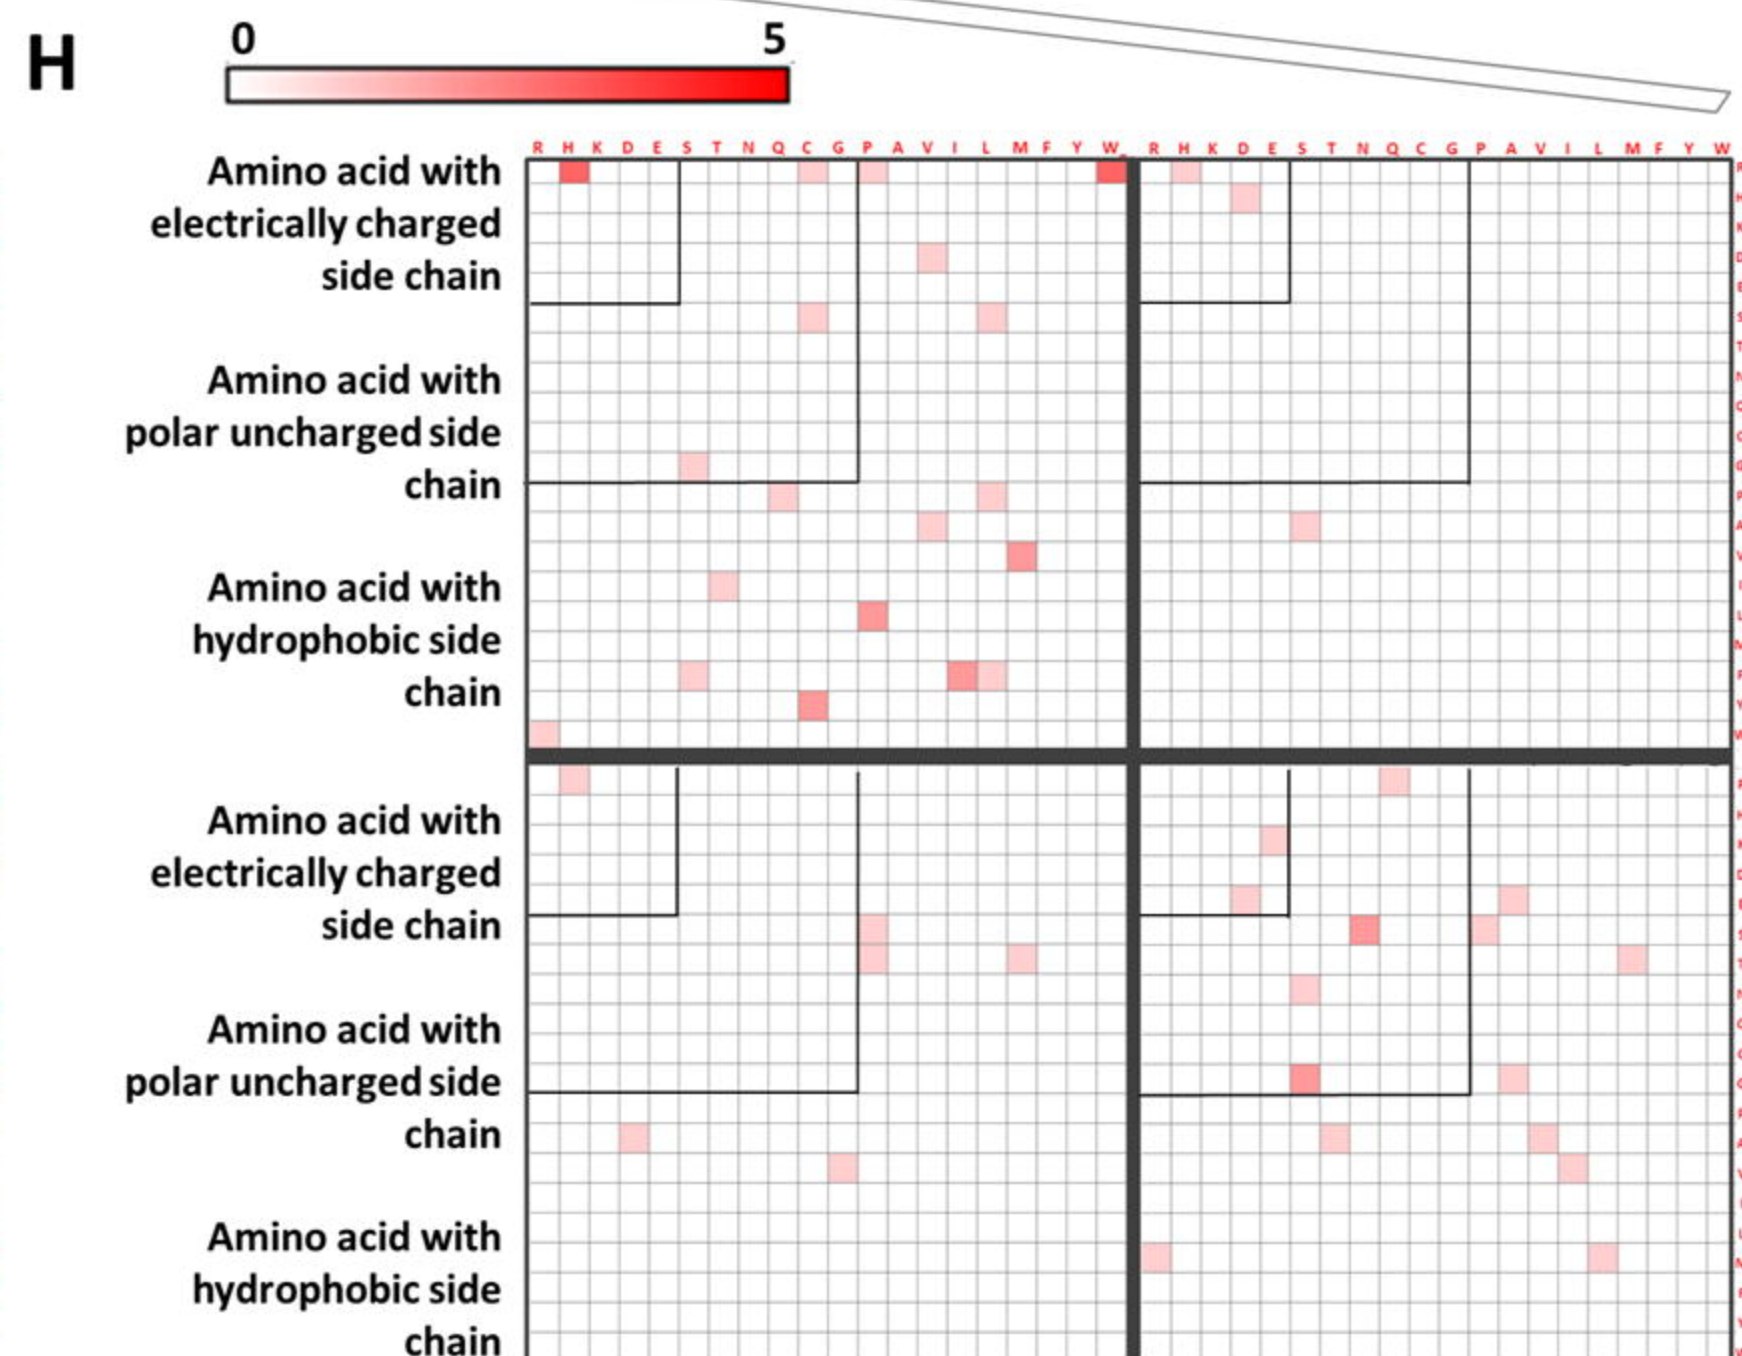 H
0 5
R H K D E S T N Q C G P A V I L M F Y W R H K D E S T N Q C G P A V I L M F Y W
Amino acid with
electrically charged
side chain
Amino acid with
polar uncharged side
chain
Amino acid with
hydrophobic side
chain
Amino acid with
electrically charged
side chain
Amino acid with
polar uncharged side
chain
Amino acid with
hydrophobic side
chain